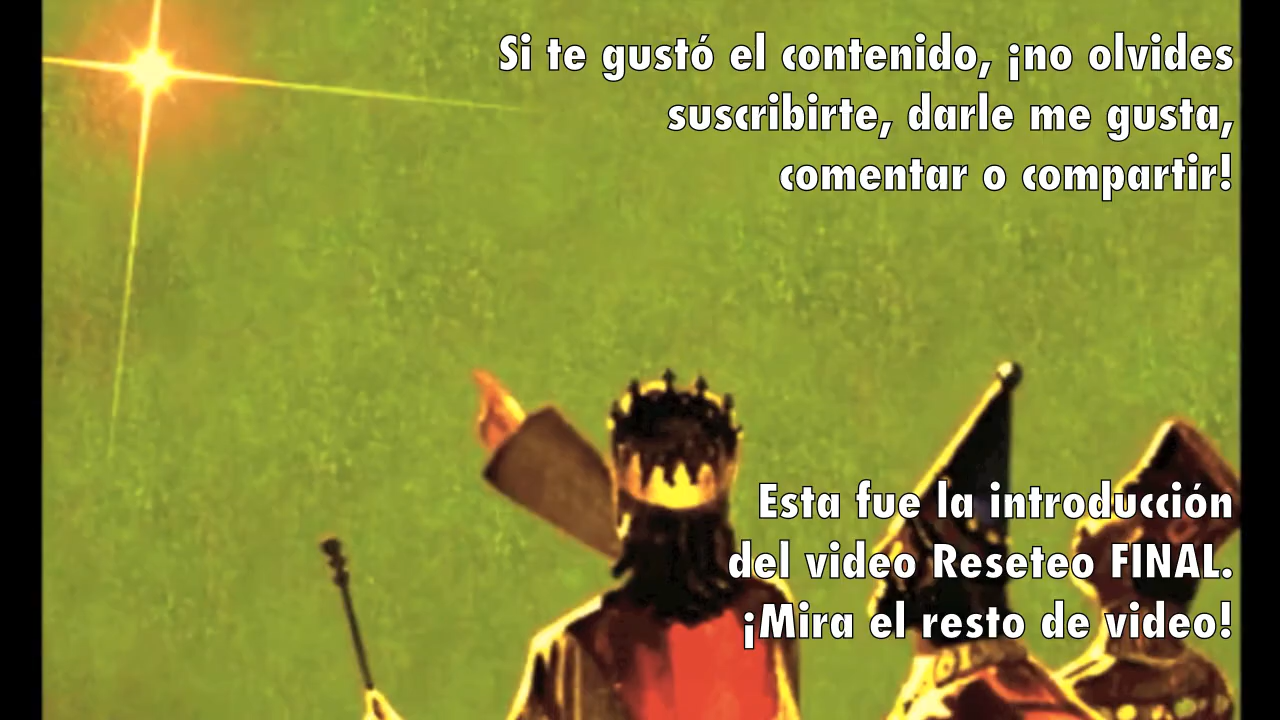 Si te gustó el contenido, ¡no olvides
suscribirte, darle me gusta,
comentar o compartir!
Esta fue la introducción
del video Reseteo FINAL.
¡Mira el resto de video!